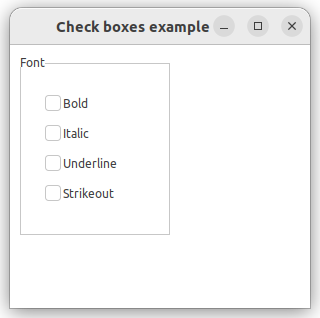 Check boxes example
Font
Bold
Italic
Underline
Strikeout